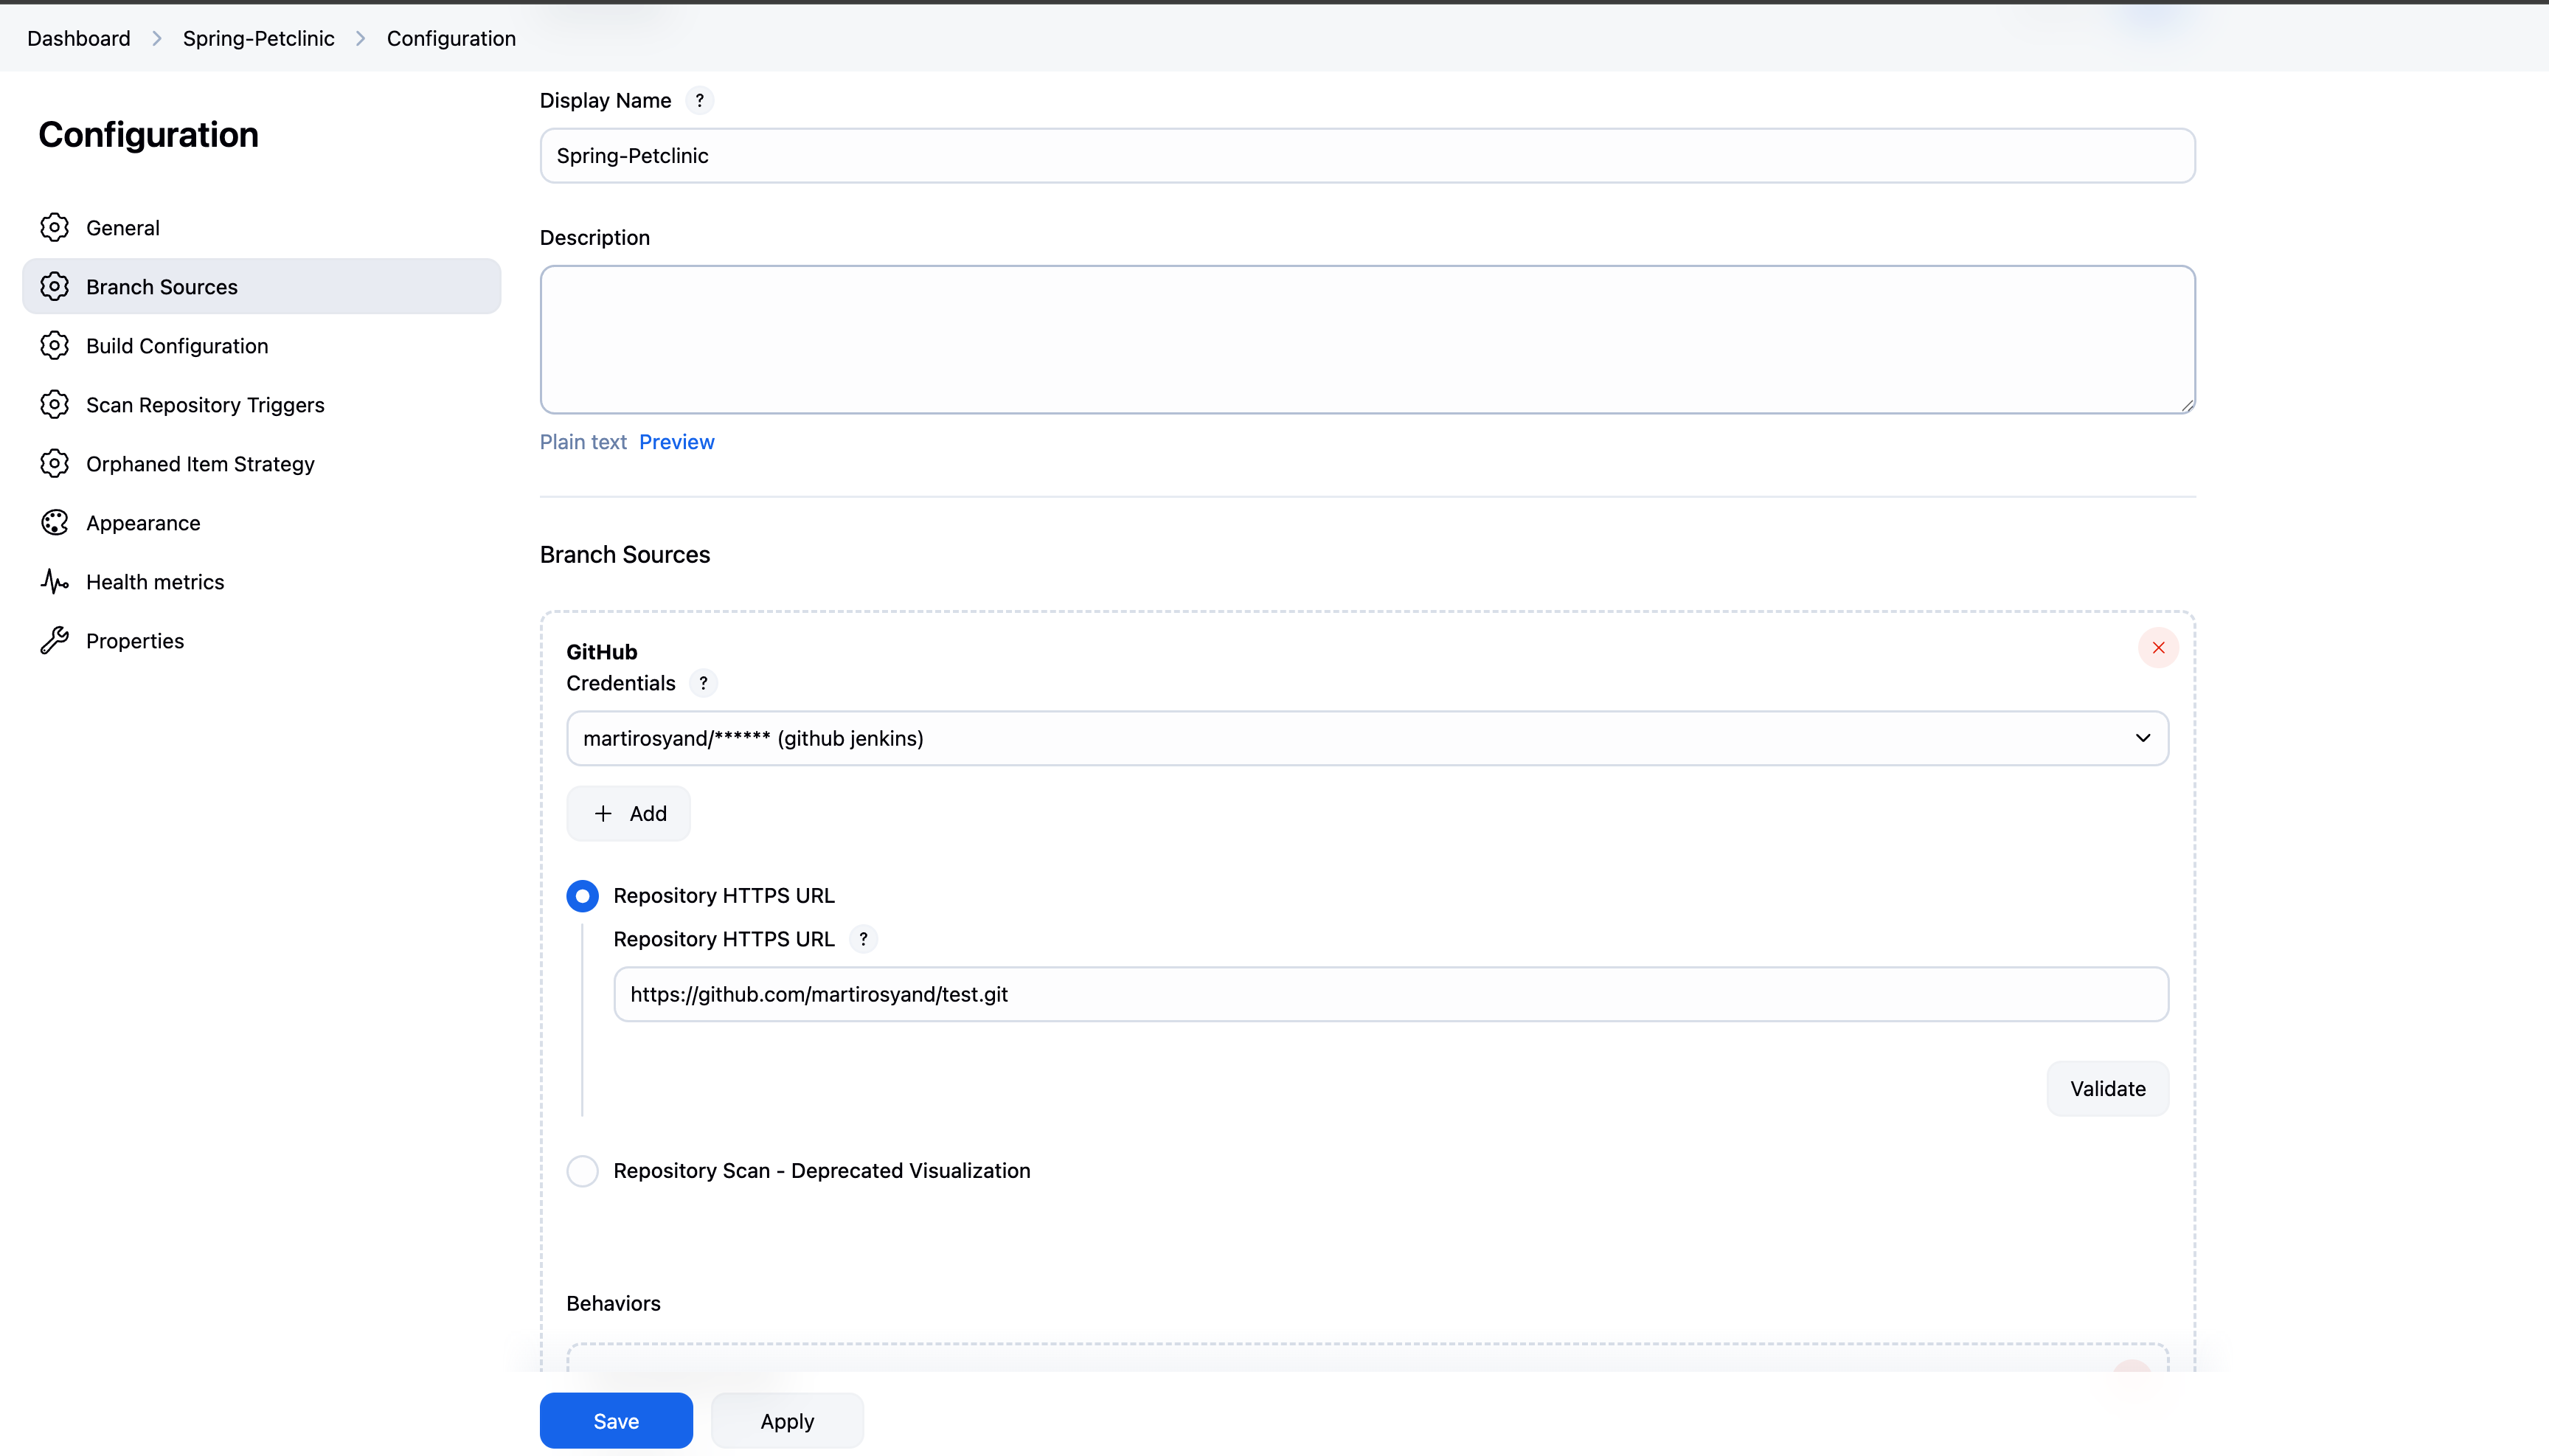 Dashboard > Spring-Petclinic > Configuration
Configuration
General
Branch Sources
Build Configuration
Scan Repository Triggers
Orphaned Item Strategy
Appearance
Health metrics
Properties
Display Name ?
Spring-Petclinic
Description
Plain text Preview
Branch Sources
GitHub
Credentials ?
martirosyand/****** (github jenkins)
+ Add
Repository HTTPS URL
Repository HTTPS URL ?
https://github.com/martirosyand/test.git
Validate
Repository Scan - Deprecated Visualization
Behaviors
Save Apply